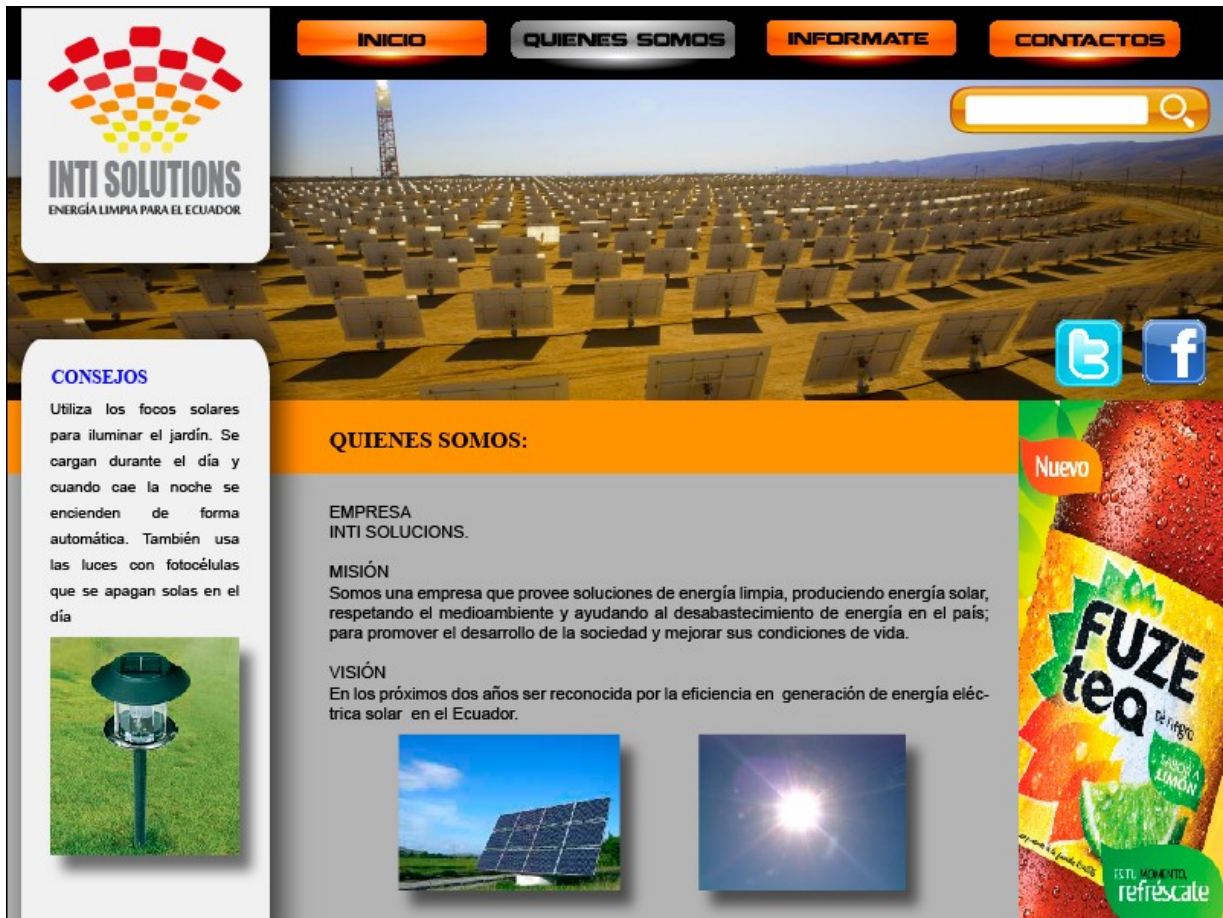 INICIO
QUIENES SOMOS
INFORMATE
CONTACTOS
INTI SOLUTIONS
ENERGÍA LIMPIA PARA EL ECUADOR
CONSEJOS
Utiliza los focos solares
para iluminar el jardín. Se
cargan durante el día y
cuando cae la noche se
encienden de forma
automática. También usa
las luces con fotocélulas
que se apagan solas en el
día
QUIENES SOMOS:
EMPRESA
INTI SOLUCIONS.
MISIÓN
Somos una empresa que provee soluciones de energía limpia, produciendo energía solar,
respetando el medioambiente y ayudando al desabastecimiento de energía en el país;
para promover el desarrollo de la sociedad y mejorar sus condiciones de vida.
VISIÓN
En los próximos dos años ser reconocida por la eficiencia en generación de energía eléc-
trica solar en el Ecuador.
Nuevo
FUZE
tea
té negro
SABOR A
LIMÓN
ES TU MOMENTO,
refréscate